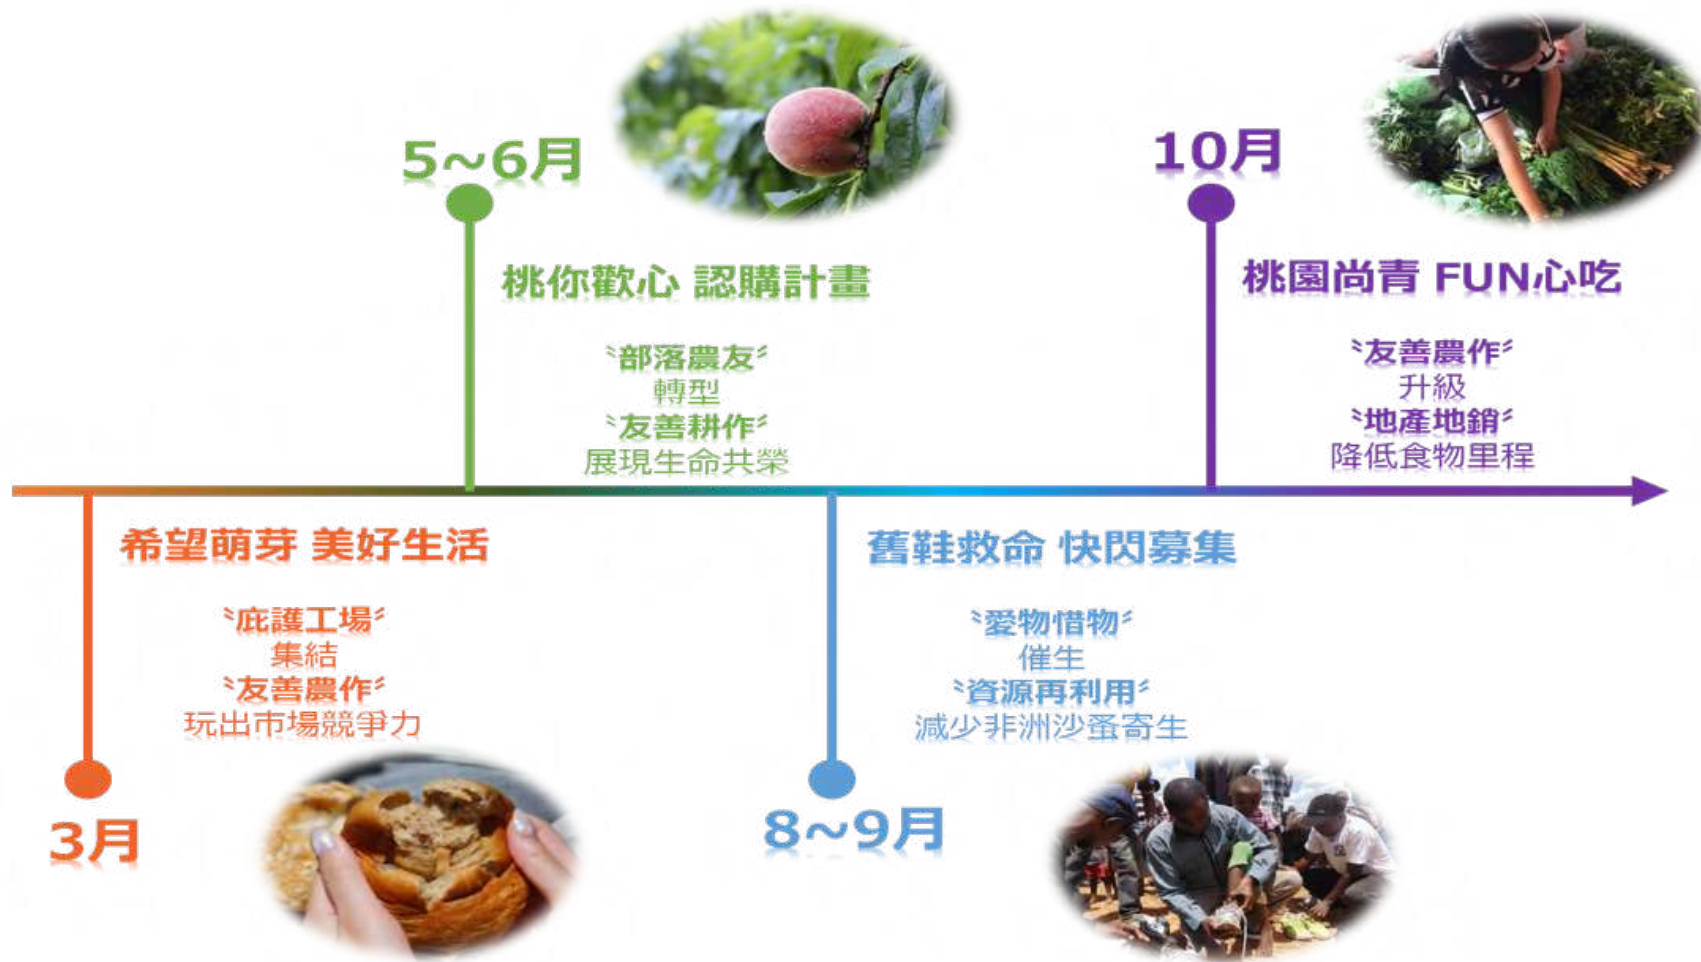 3月
希望萌芽 美好生活
〝庇護工場〞
集結
〝友善農作〞
玩出市場競爭力
5~6月
桃你歡心 認購計畫
〝部落農友〞
轉型
〝友善耕作〞
展現生命共榮
8~9月
舊鞋救命 快閃募集
〝愛物惜物〞
催生
〝資源再利用〞
減少非洲沙蚤寄生
10月
桃園尚青 FUN心吃
〝友善農作〞
升級
〝地產地銷〞
降低食物里程